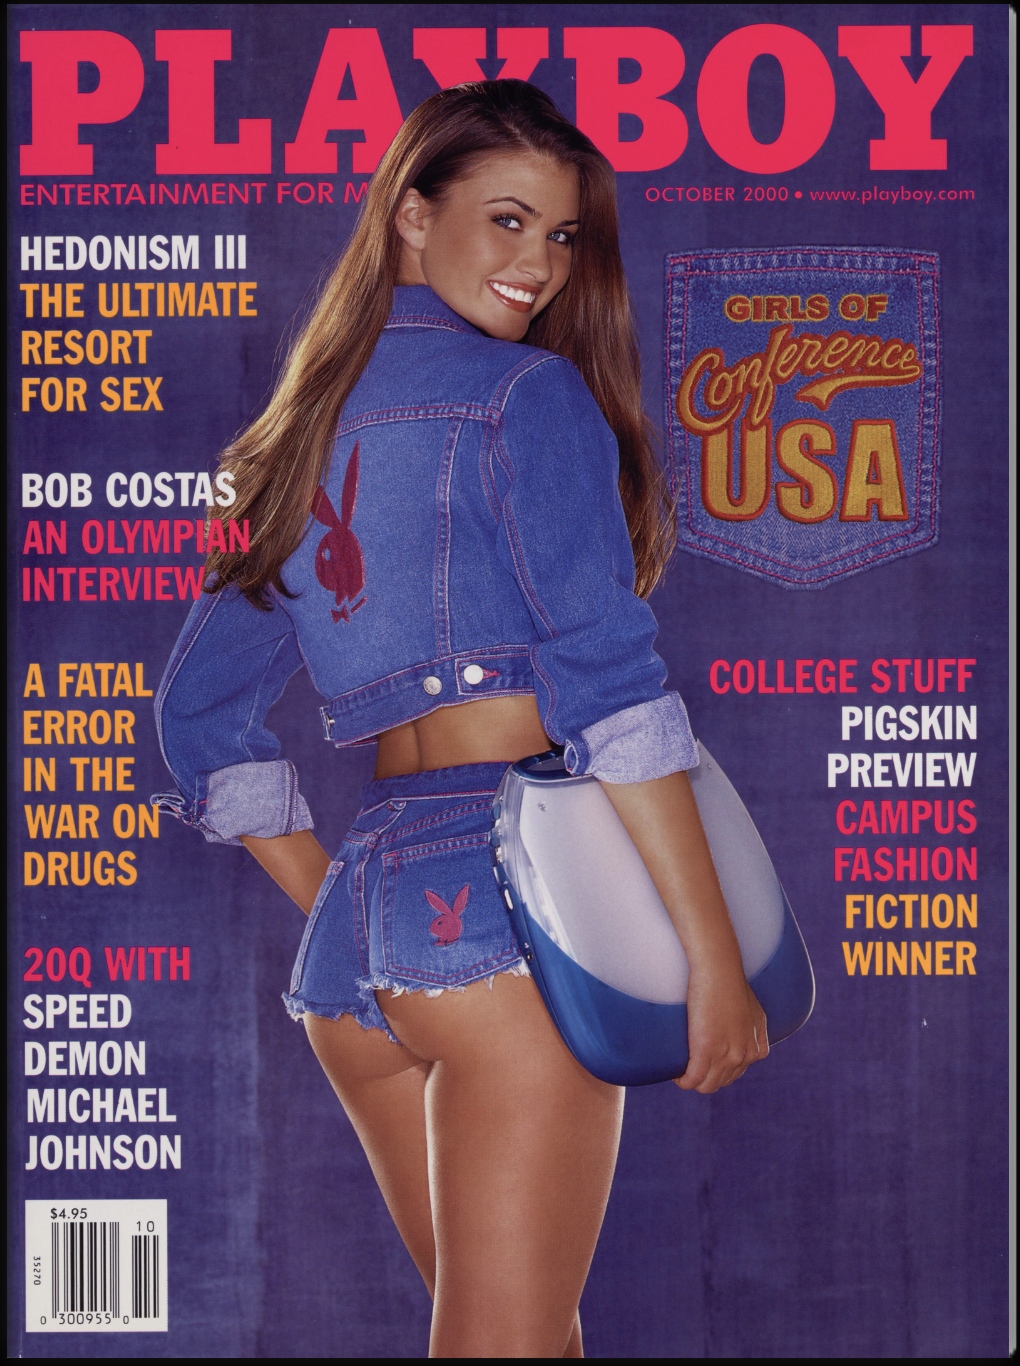 PLAYBOY
ENTERTAINMENT FOR M
OCTOBER 2000 • www.playboy.com
HEDONISM III
THE ULTIMATE
RESORT
FOR SEX
GIRLS OF
Conference
USA
BOB COSTAS
AN OLYMPIAN
INTERVIEW
A FATAL
ERROR
IN THE
WAR ON
DRUGS
COLLEGE STUFF
PIGSKIN
PREVIEW
CAMPUS
FASHION
FICTION
WINNER
20Q WITH
SPEED
DEMON
MICHAEL
JOHNSON
$4.95
10
35270
0 300955 0